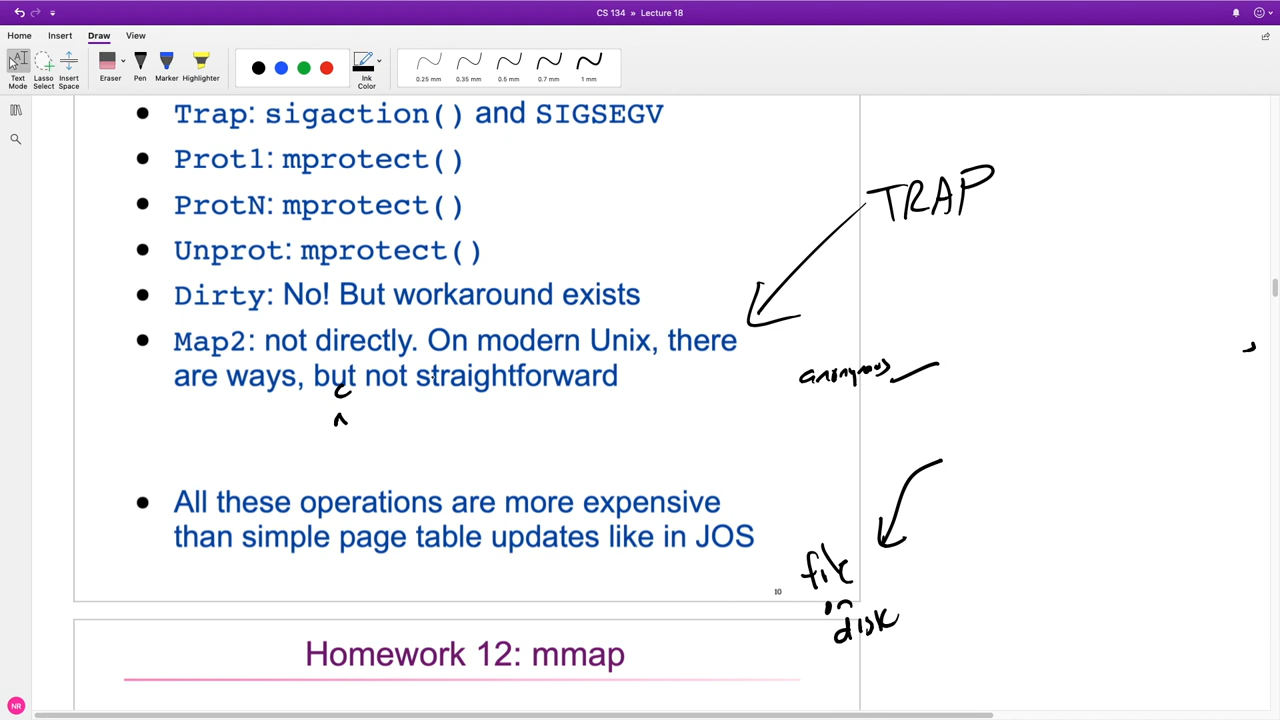 CS 134 » Lecture 18
Home Insert Draw View
Text Mode
Lasso Select
Insert Space
Eraser
Pen
Marker
Highlighter
Ink Color
0.25 mm 0.35 mm 0.5 mm 0.7 mm 1 mm
• Trap: sigaction() and SIGSEGV
• Prot1: mprotect()
• ProtN: mprotect()
• Unprot: mprotect()
• Dirty: No! But workaround exists
• Map2: not directly. On modern Unix, there
are ways, but not straightforward
• All these operations are more expensive
than simple page table updates like in JOS
10
TRAP
anonymous
file
on
disk
Homework 12: mmap
NR